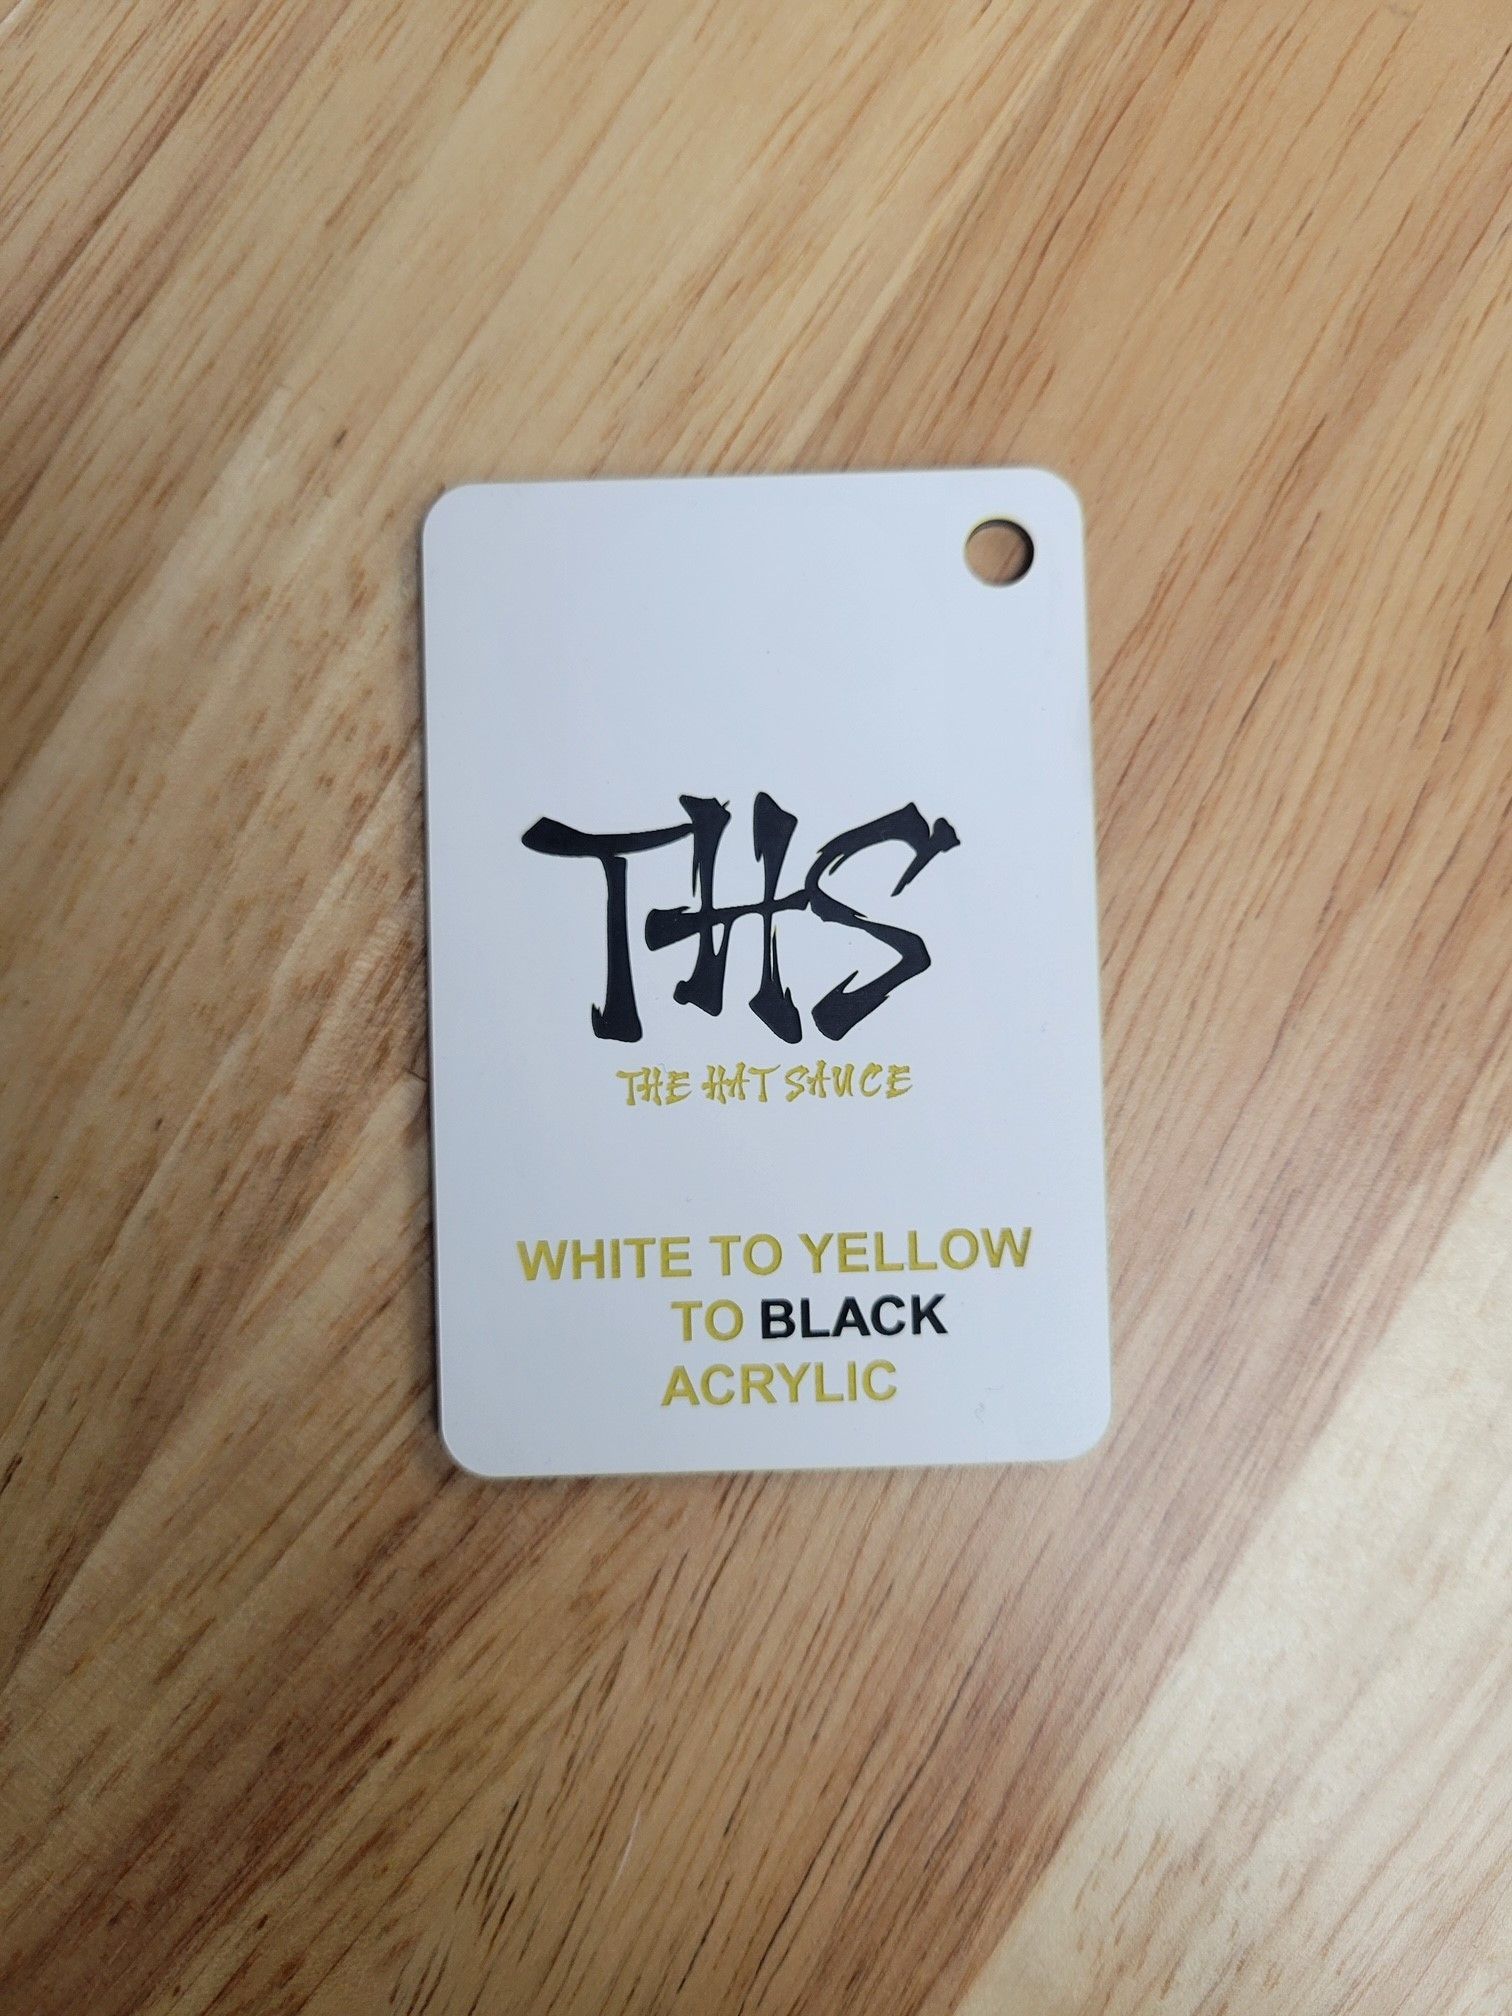 THS
THE HAT SAUCE
WHITE TO YELLOW
TO BLACK
ACRYLIC